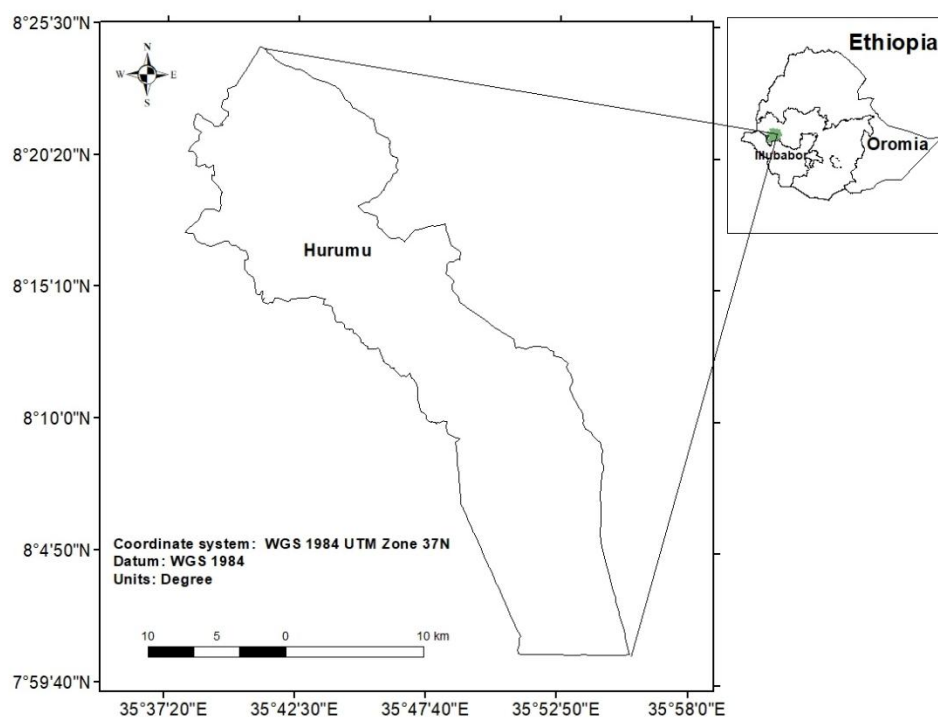 8°25'30"N
8°20'20"N
8°15'10"N
8°10'0"N
8°4'50"N
7°59'40"N
N
W E
S
Hurumu
Coordinate system: WGS 1984 UTM Zone 37N
Datum: WGS 1984
Units: Degree
10 5 0 10 km
35°37'20"E 35°42'30"E 35°47'40"E 35°52'50"E 35°58'0"E
Ethiopia
Oromia
Illubabor